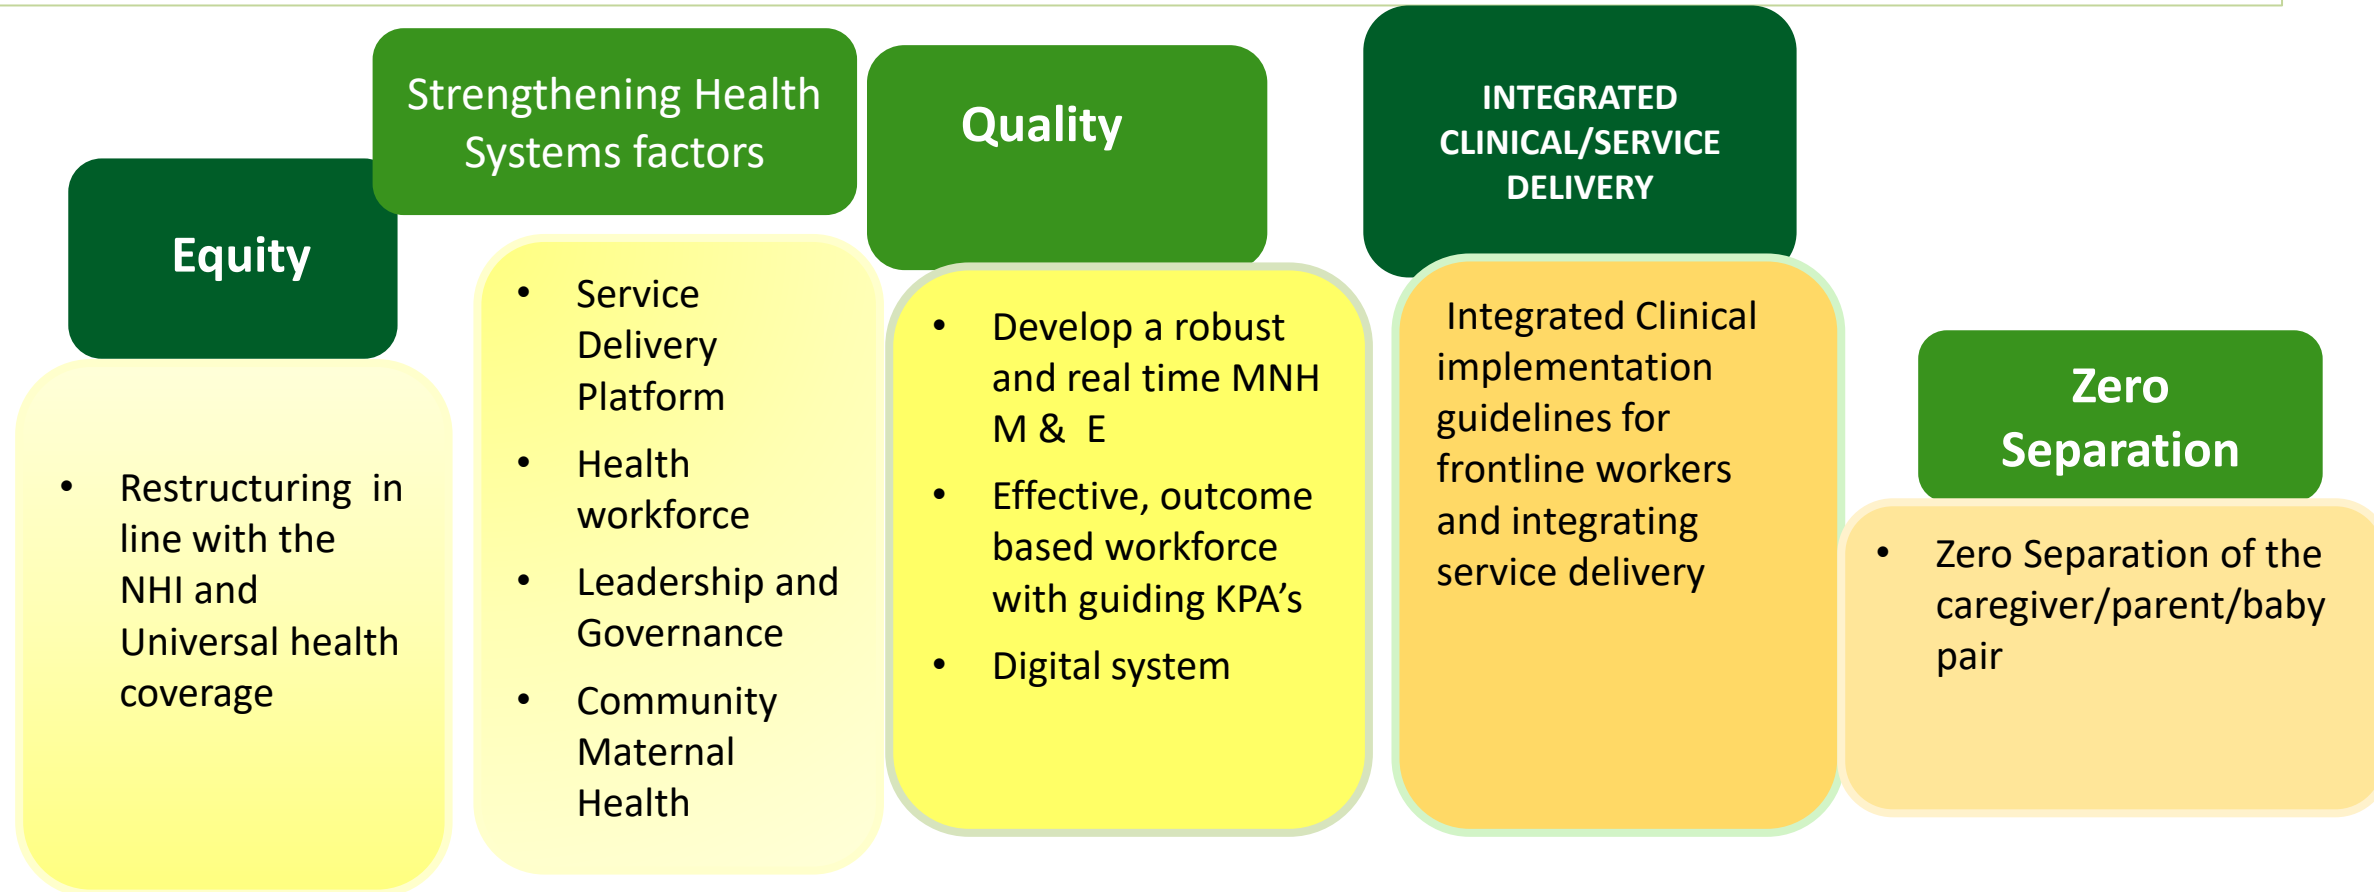 Equity
• Restructuring in
line with the
NHI and
Universal health
coverage
Strengthening Health
Systems factors
• Service
Delivery
Platform
• Health
workforce
• Leadership and
Governance
• Community
Maternal
Health
Quality
• Develop a robust
and real time MNH
M & E
• Effective, outcome
based workforce
with guiding KPA’s
• Digital system
INTEGRATED
CLINICAL/SERVICE
DELIVERY
Integrated Clinical
implementation
guidelines for
frontline workers
and integrating
service delivery
Zero
Separation
• Zero Separation of the
caregiver/parent/baby
pair